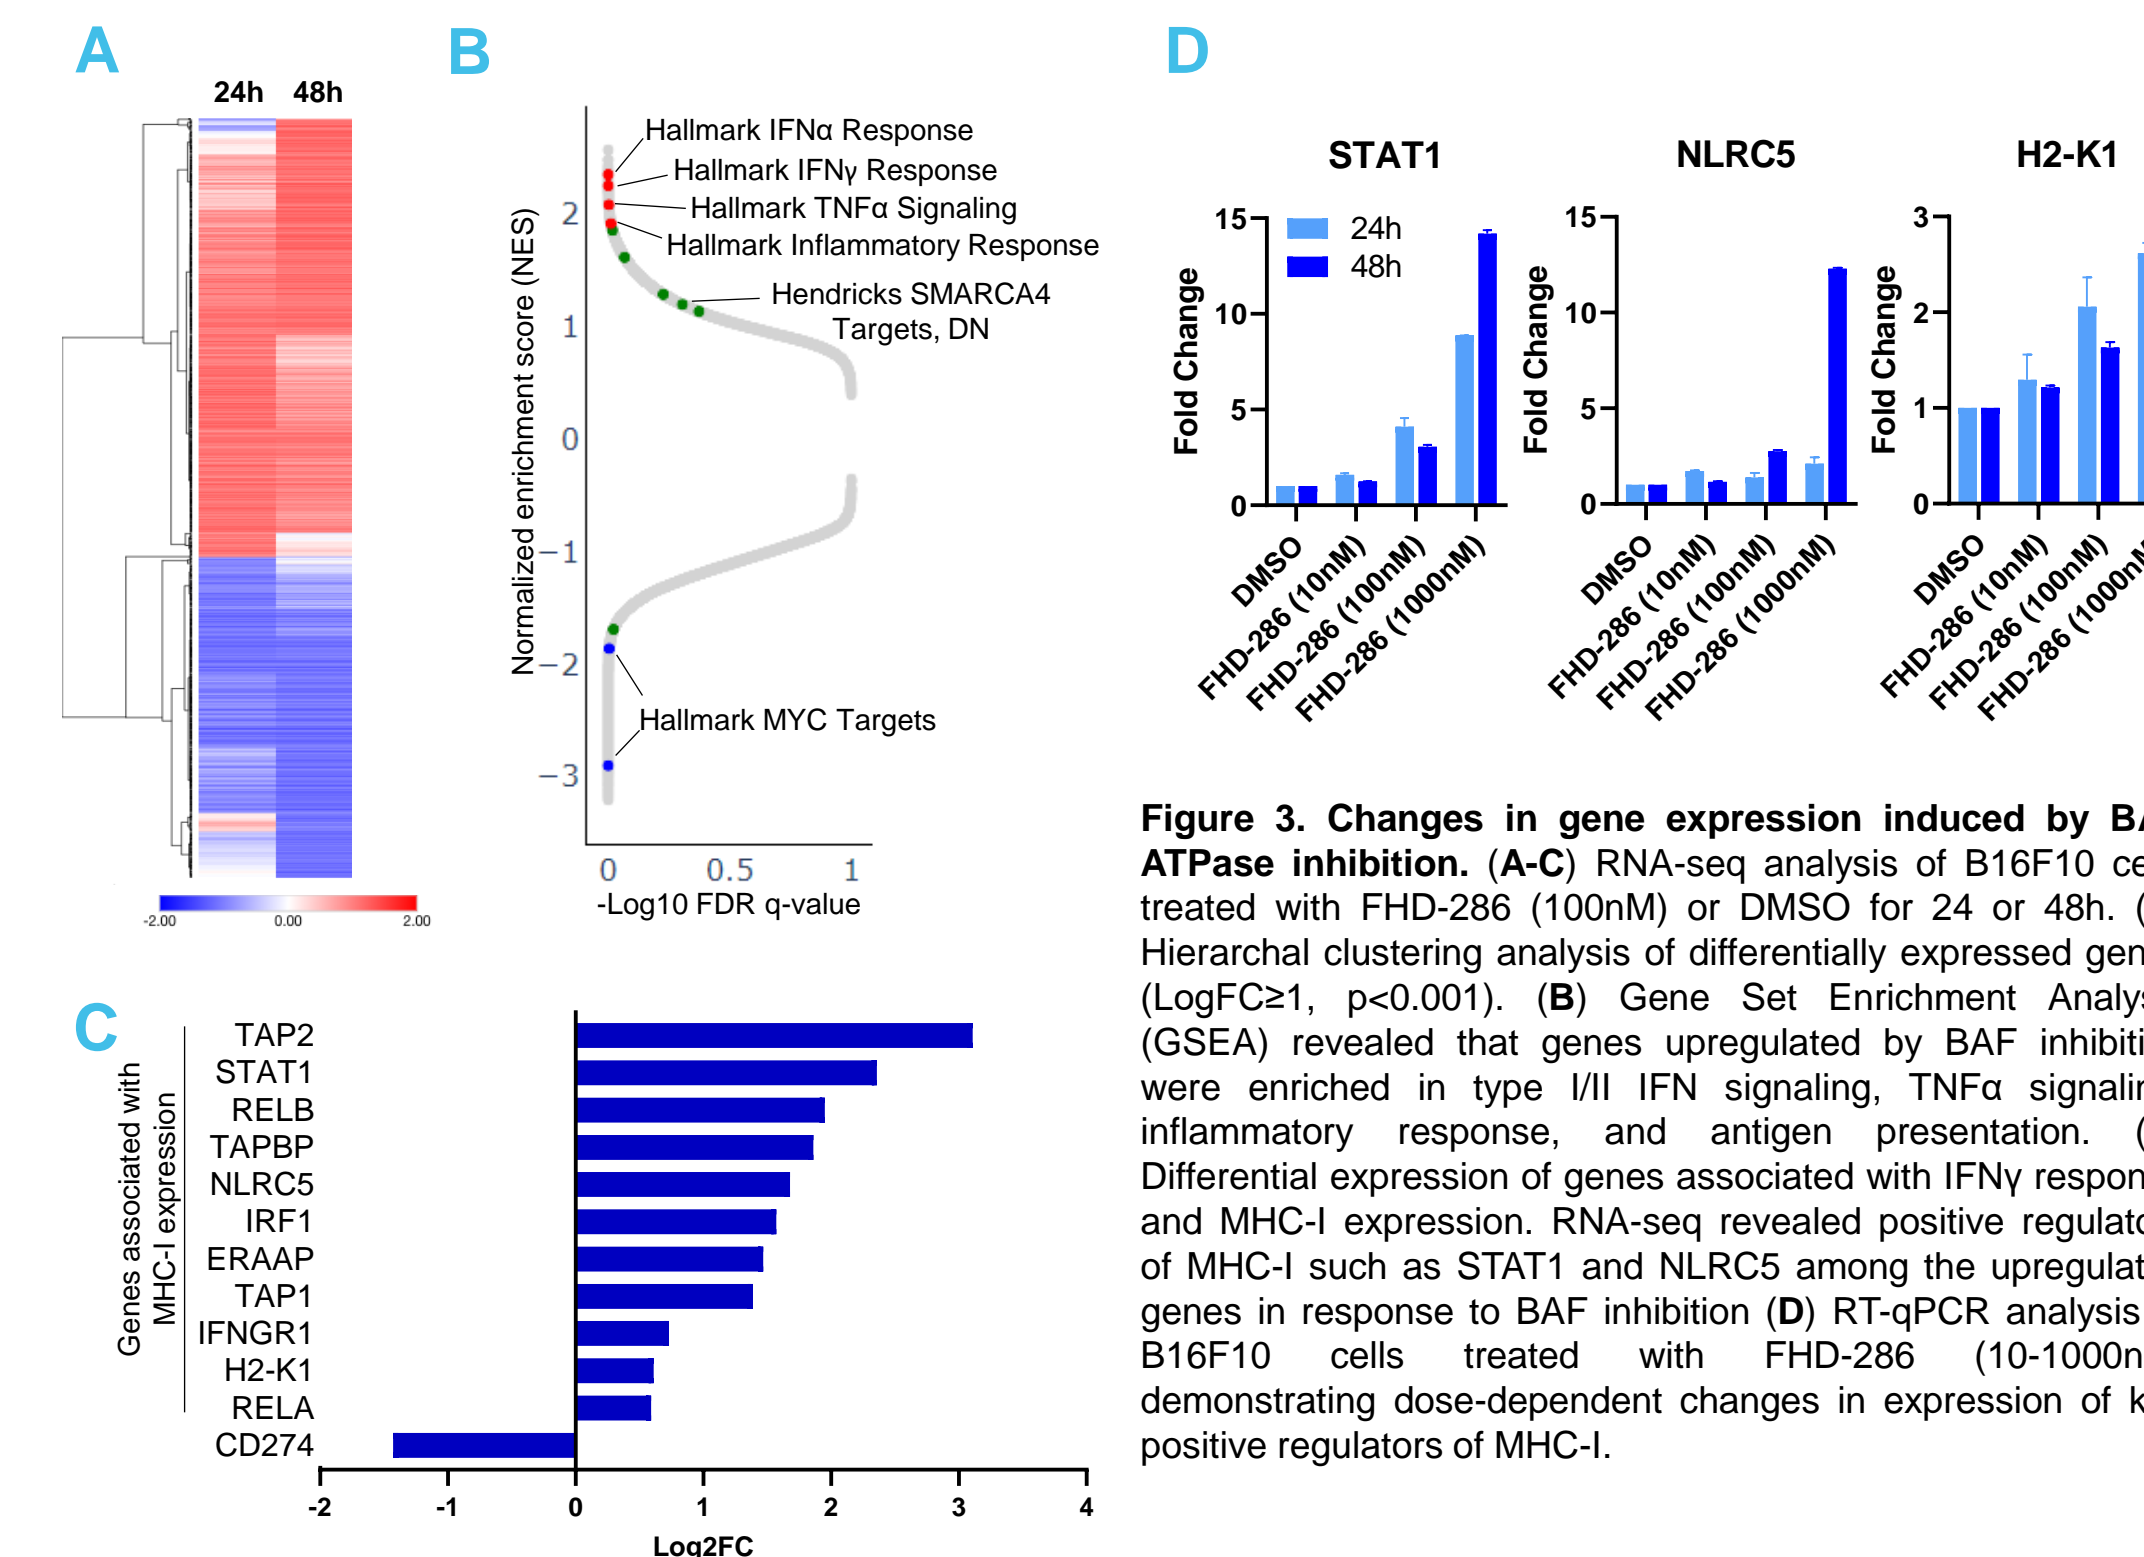 A
24h 48h
-2.00 0.00 2.00
B
Normalized enrichment score (NES)
2
1
0
−1
−2
−3
Hallmark IFNα Response
Hallmark IFNγ Response
Hallmark TNFα Signaling
Hallmark Inflammatory Response
Hendricks SMARCA4
Targets, DN
Hallmark MYC Targets
0 0.5 1
-Log10 FDR q-value
C
Genes associated with
MHC-I expression
TAP2
STAT1
RELB
TAPBP
NLRC5
IRF1
ERAAP
TAP1
IFNGR1
H2-K1
RELA
CD274
-2 -1 0 1 2 3 4
Log2FC
D
STAT1
Fold Change
15
10
5
0
24h
48h
DMSO
FHD-286 (10nM)
FHD-286 (100nM)
FHD-286 (1000nM)
NLRC5
Fold Change
15
10
5
0
DMSO
FHD-286 (10nM)
FHD-286 (100nM)
FHD-286 (1000nM)
H2-K1
Fold Change
3
2
1
0
DMSO
FHD-286 (10nM)
FHD-286 (100nM)
FHD-286
Figure 3. Changes in gene expression induced by
ATPase inhibition. (A-C) RNA-seq analysis of B16F10
treated with FHD-286 (100nM) or DMSO for 24 or 48h.
Hierarchal clustering analysis of differentially expressed
(LogFC≥1, p<0.001). (B) Gene Set Enrichment
(GSEA) revealed that genes upregulated by BAF
were enriched in type I/II IFN signaling, TNFα
inflammatory response, and antigen presentation.
Differential expression of genes associated with IFNγ
and MHC-I expression. RNA-seq revealed positive
of MHC-I such as STAT1 and NLRC5 among the
genes in response to BAF inhibition (D) RT-qPCR analysis
B16F10 cells treated with FHD-286
demonstrating dose-dependent changes in expression of
positive regulators of MHC-I.